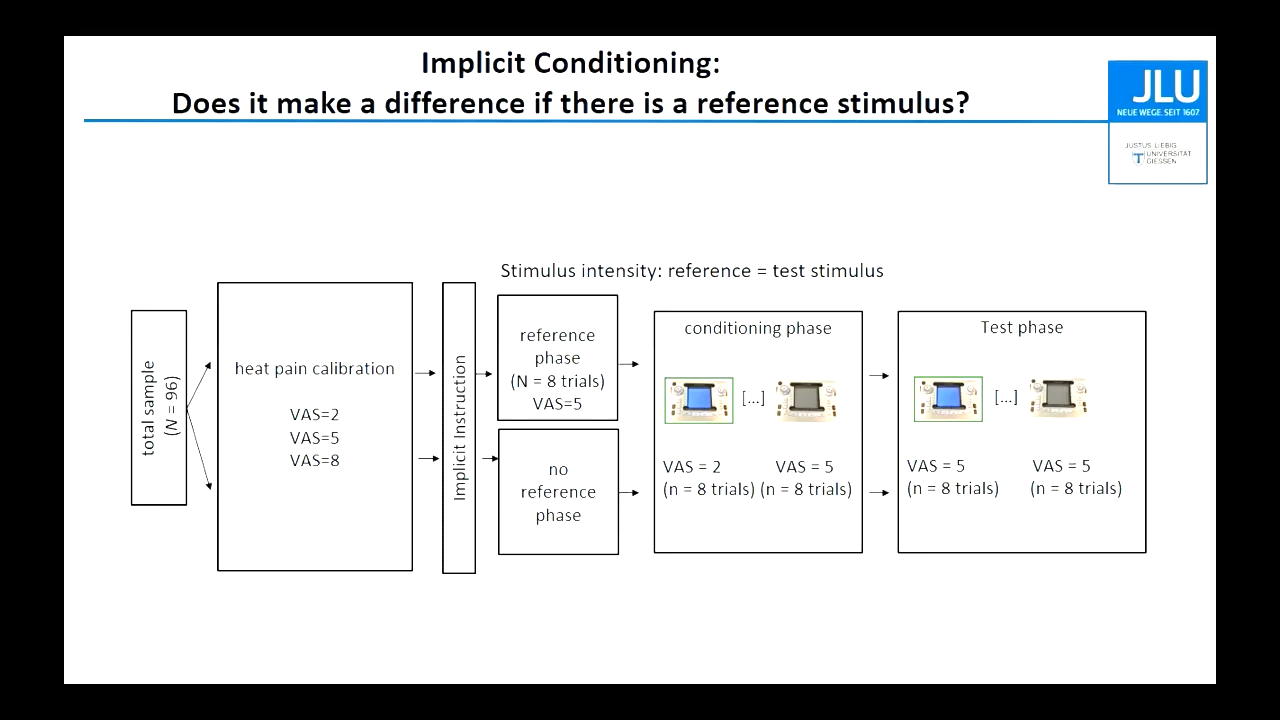 Implicit Conditioning:
Does it make a difference if there is a reference stimulus?
JLU
NEUE WEGE. SEIT 1607.
JUSTUS-LIEBIG-
UNIVERSITÄT
GIESSEN
Stimulus intensity: reference = test stimulus
total sample
(N = 96)
heat pain calibration
VAS=2
VAS=5
VAS=8
Implicit Instruction
reference
phase
(N = 8 trials)
VAS=5
no
reference
phase
conditioning phase
[...]
VAS = 2
(n = 8 trials)
VAS = 5
(n = 8 trials)
Test phase
[...]
VAS = 5
(n = 8 trials)
VAS = 5
(n = 8 trials)